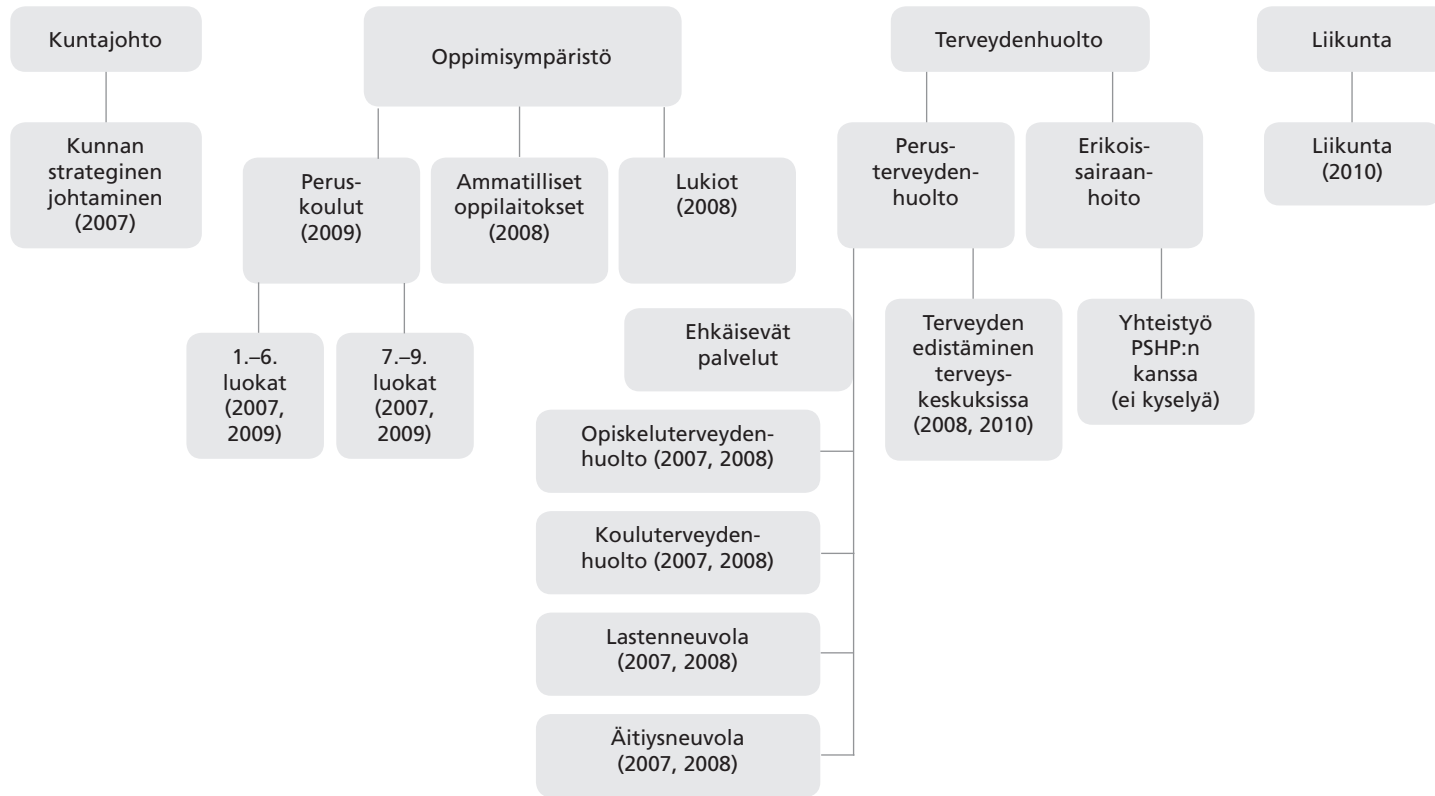 Kuntajohto
Oppimisympäristö
Terveydenhuolto
Liikunta
Kunnan
strateginen
johtaminen
(2007)
Perus-
koulut
(2009)
Ammatilliset
oppilaitokset
(2008)
Lukiot
(2008)
Perus-
terveyden-
huolto
Erikois-
sairaan-
hoito
Liikunta
(2010)
1.–6.
luokat
(2007,
2009)
7.–9.
luokat
(2007,
2009)
Ehkäisevät
palvelut
Terveyden
edistäminen
terveys-
keskuksissa
(2008, 2010)
Yhteistyö
PSHP:n
kanssa
(ei kyselyä)
Opiskeluterveyden-
huolto (2007, 2008)
Kouluterveyden-
huolto (2007, 2008)
Lastenneuvola
(2007, 2008)
Äitiysneuvola
(2007, 2008)